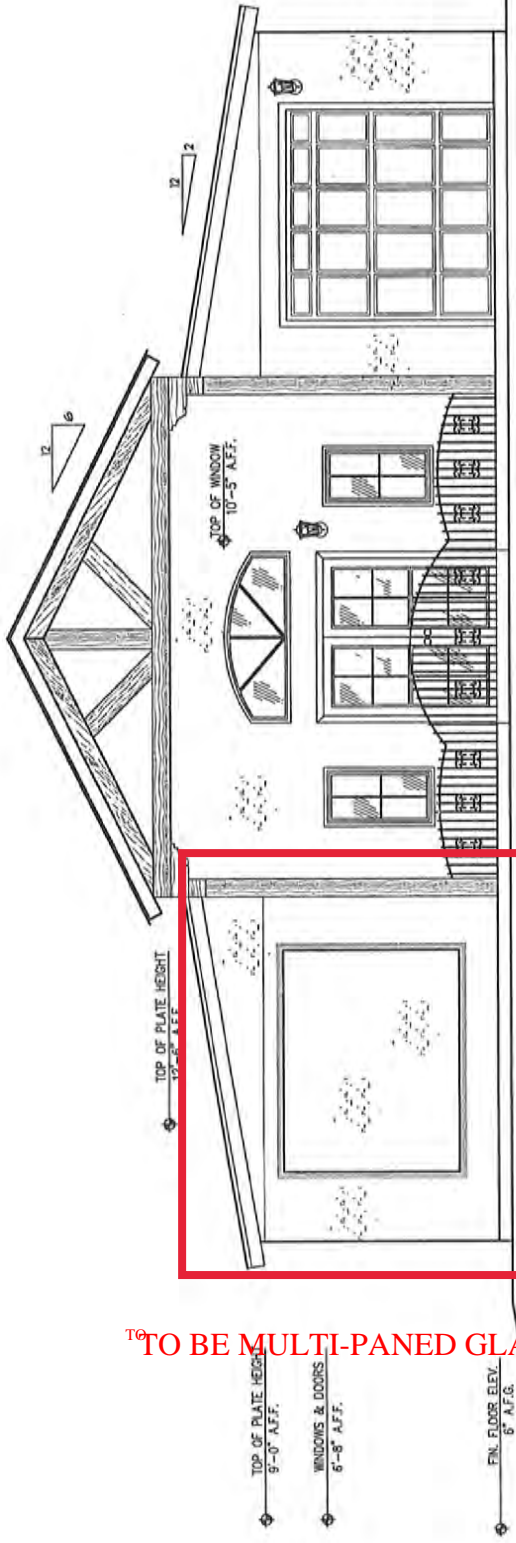 12
2
12
6
TOP OF WINDOW
10'-5" A.F.F.
TOP OF PLATE HEIGHT
12'-6" A.F.F.
TO
TO BE MULTI-PANED GLA
TOP OF PLATE HEIGHT
9'-0" A.F.F.
WINDOWS & DOORS
6'-8" A.F.F.
FIN. FLOOR ELEV.
6" A.F.G.